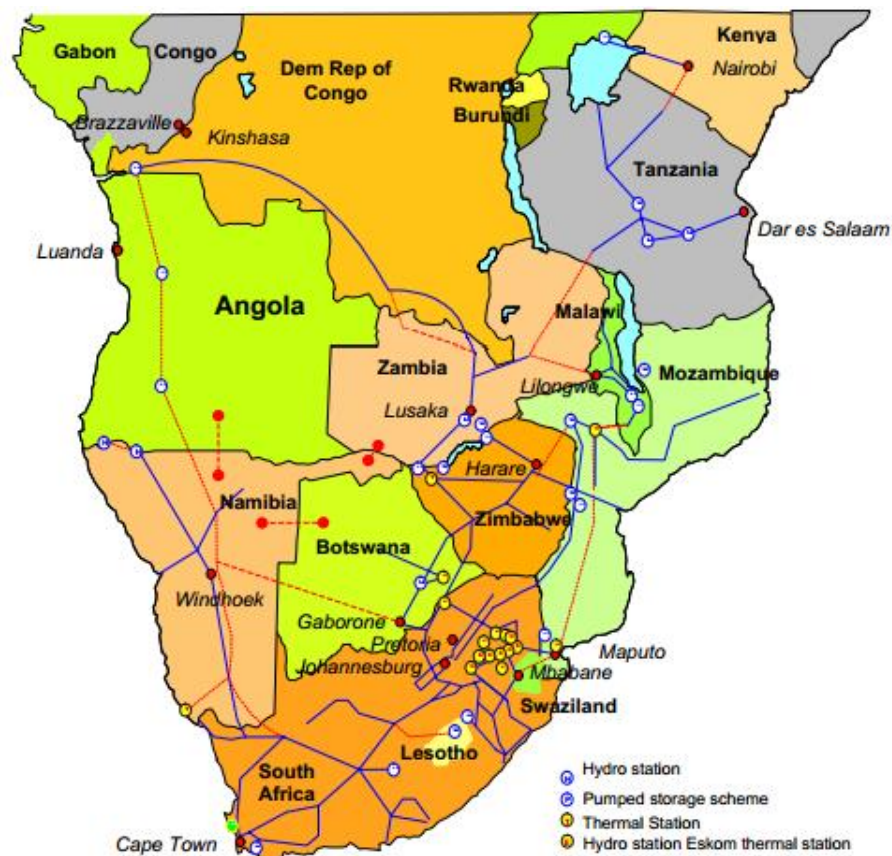 Gabon
Congo
Dem Rep of
Congo
Kenya
Nairobi
Rwanda
Burundi
Brazzaville
Kinshasa
Tanzania
Dar es Salaam
Luanda
Angola
Malawi
Zambia
Lilongwe
Mozambique
Lusaka
Harare
Namibia
Zimbabwe
Botswana
Windhoek
Gaborone
Pretoria
Johannesburg
Maputo
Mbabane
Swaziland
Lesotho
South
Africa
Cape Town
Hydro station
Pumped storage scheme
Thermal Station
Hydro station Eskom thermal station